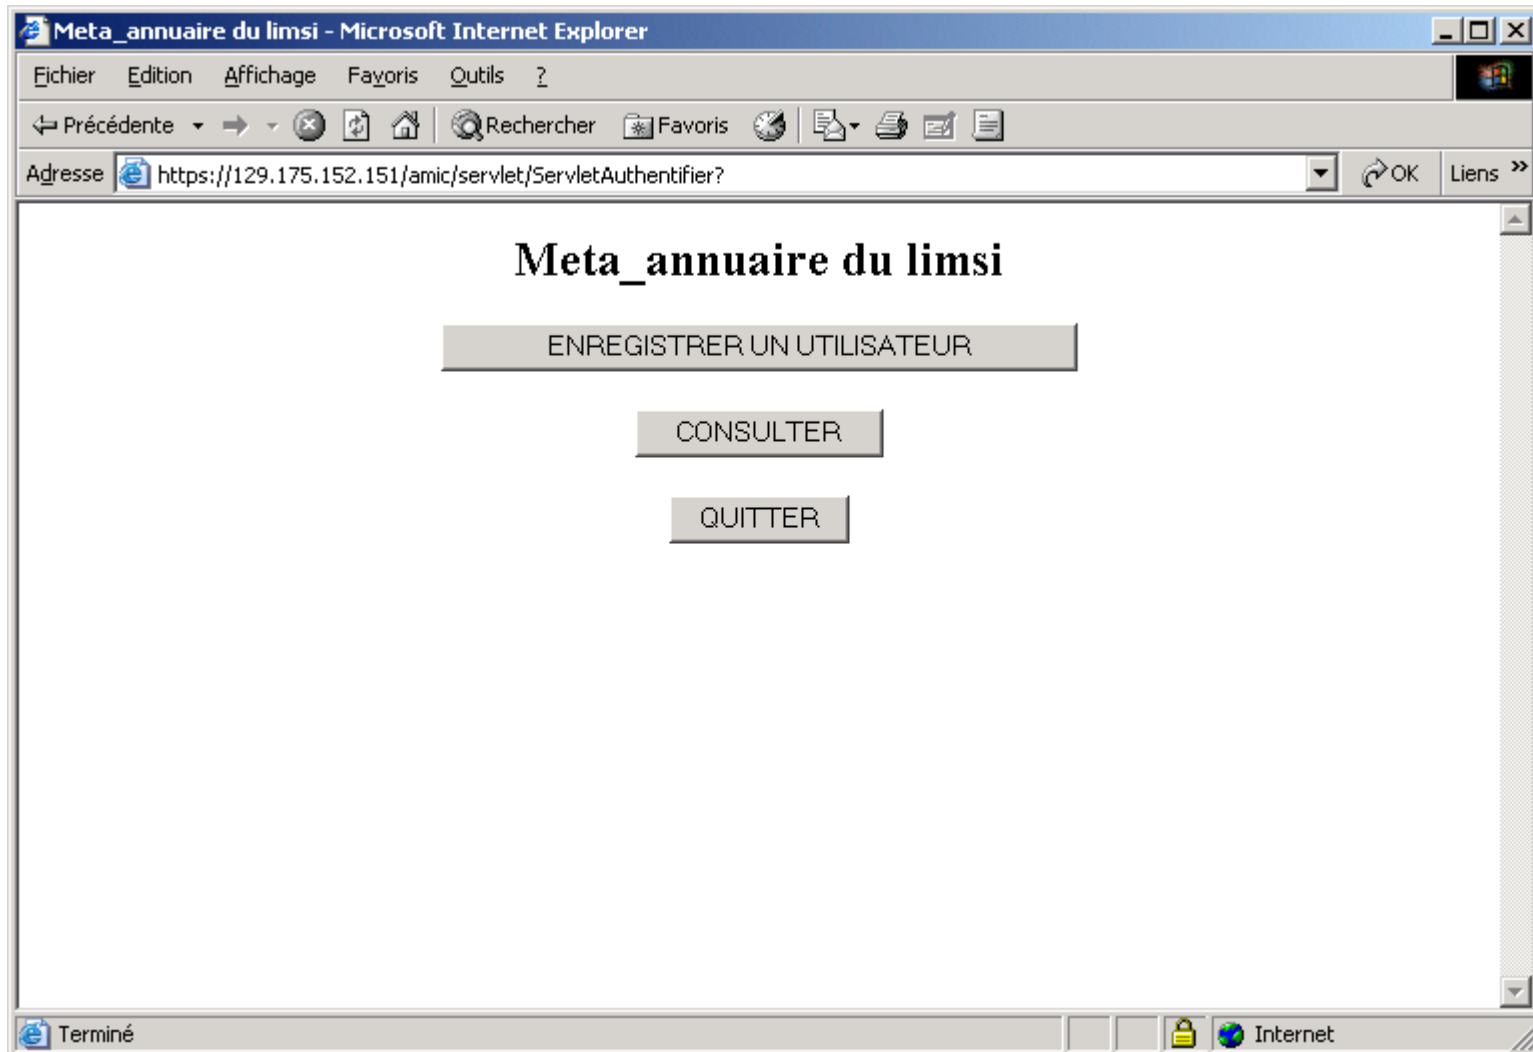 Meta_annuaire du limsi - Microsoft Internet Explorer
Fichier Edition Affichage Favoris Outils ?
Précédente Rechercher Favoris
Adresse https://129.175.152.151/amic/servlet/ServletAuthentifier? OK Liens »
Meta_annuaire du limsi
ENREGISTRER UN UTILISATEUR
CONSULTER
QUITTER
Terminé Internet